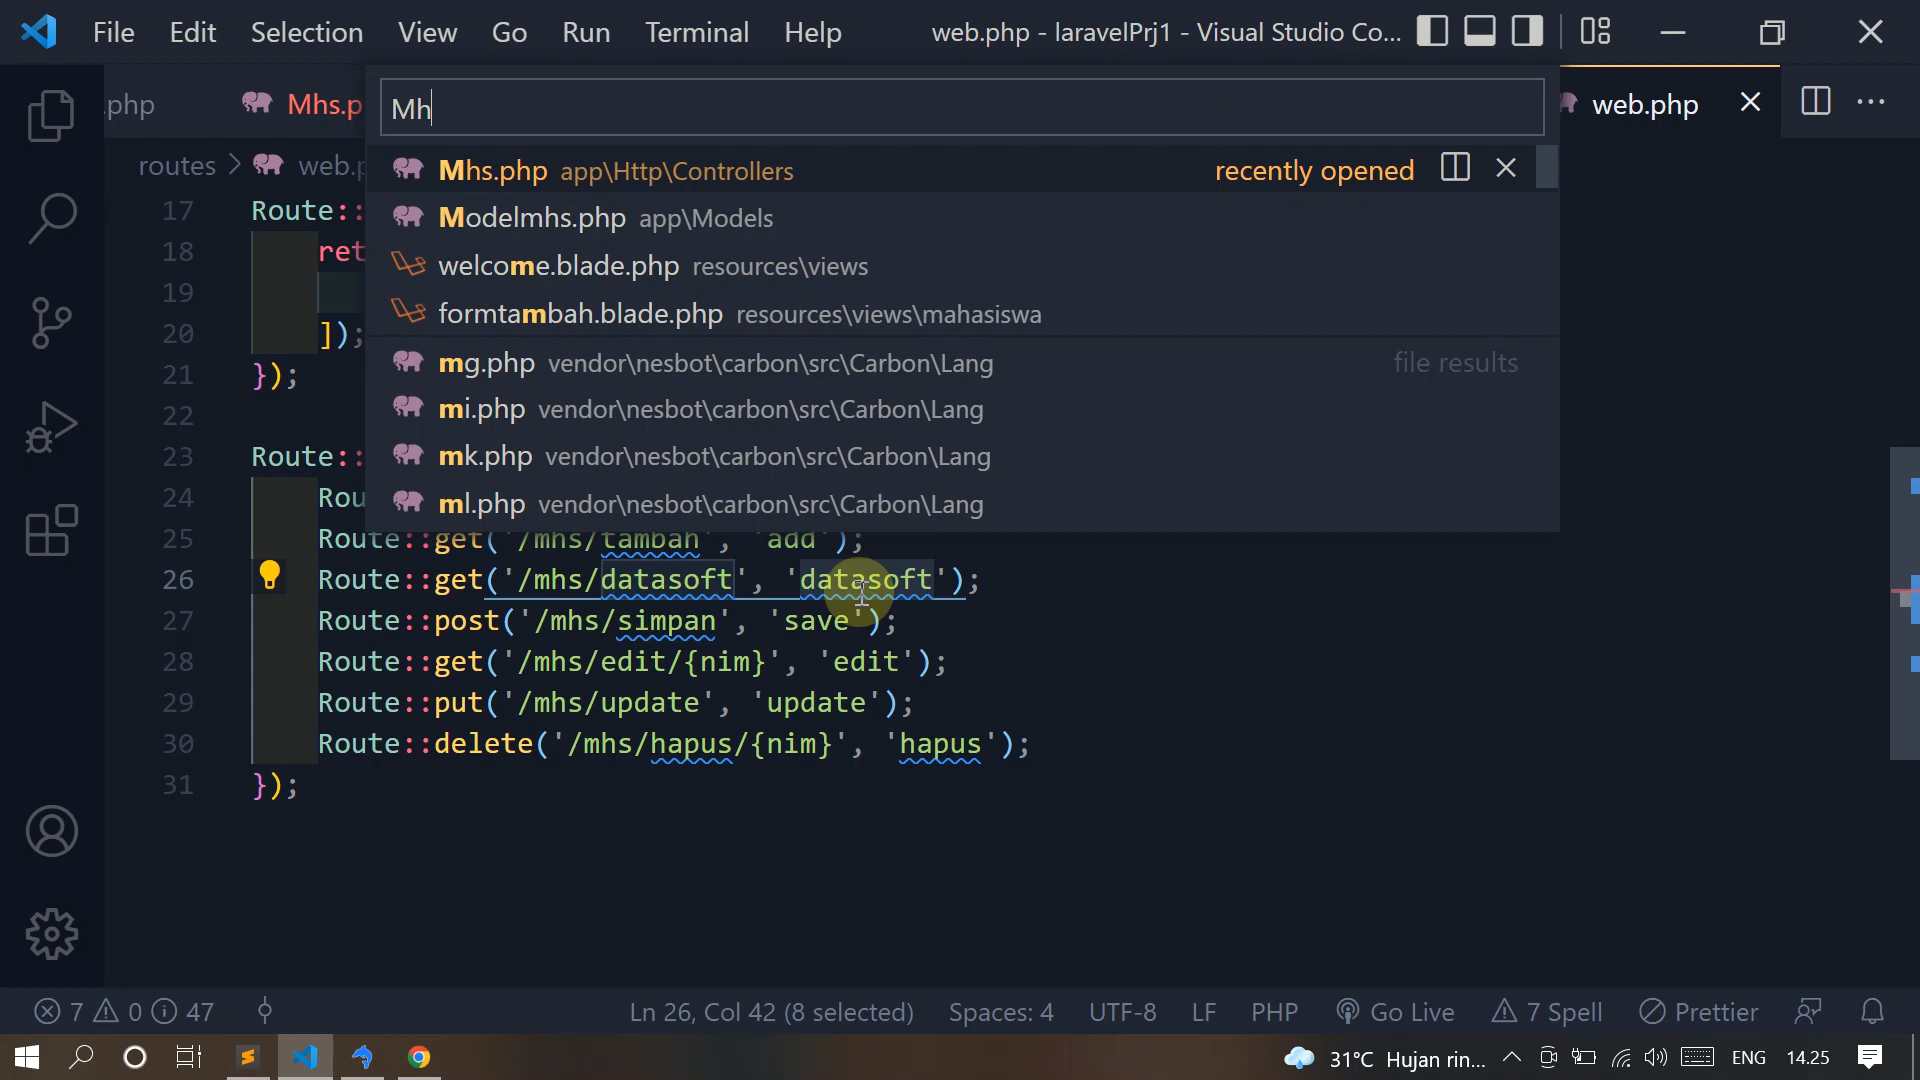 File Edit Selection View Go Run Terminal Help web.php - laravelPrj1 - Visual Studio Co...
.php Mhs.p web.php
Mh
routes > web.p
Mhs.php app\Http\Controllers recently opened
Modelmhs.php app\Models
welcome.blade.php resources\views
formtambah.blade.php resources\views\mahasiswa
mg.php vendor\nesbot\carbon\src\Carbon\Lang file results
mi.php vendor\nesbot\carbon\src\Carbon\Lang
mk.php vendor\nesbot\carbon\src\Carbon\Lang
ml.php vendor\nesbot\carbon\src\Carbon\Lang
17 Route::
18 ret
19
20 ]);
21 });
22
23 Route::
24 Rou
25 Route::get('/mhs/tambah', 'add');
26 Route::get('/mhs/datasoft', 'datasoft');
27 Route::post('/mhs/simpan', 'save');
28 Route::get('/mhs/edit/{nim}', 'edit');
29 Route::put('/mhs/update', 'update');
30 Route::delete('/mhs/hapus/{nim}', 'hapus');
31 });
7 0 47 Ln 26, Col 42 (8 selected) Spaces: 4 UTF-8 LF PHP Go Live 7 Spell Prettier
31°C Hujan rin... ENG 14.25